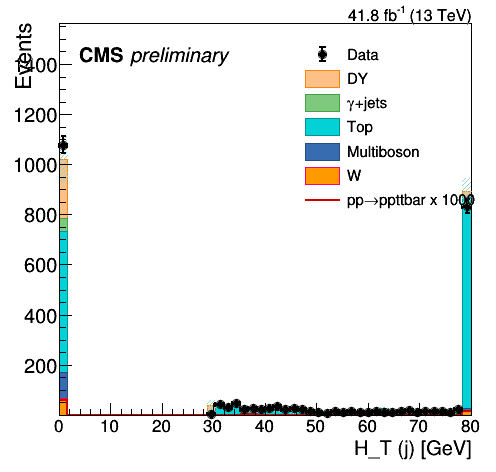 41.8 fb-1 (13 TeV)
Events
CMS preliminary
Data
DY
γ+jets
Top
Multiboson
W
pp→ppttbar x 1000
1400
1200
1000
800
600
400
200
0 10 20 30 40 50 60 70 80
H_T (j) [GeV]